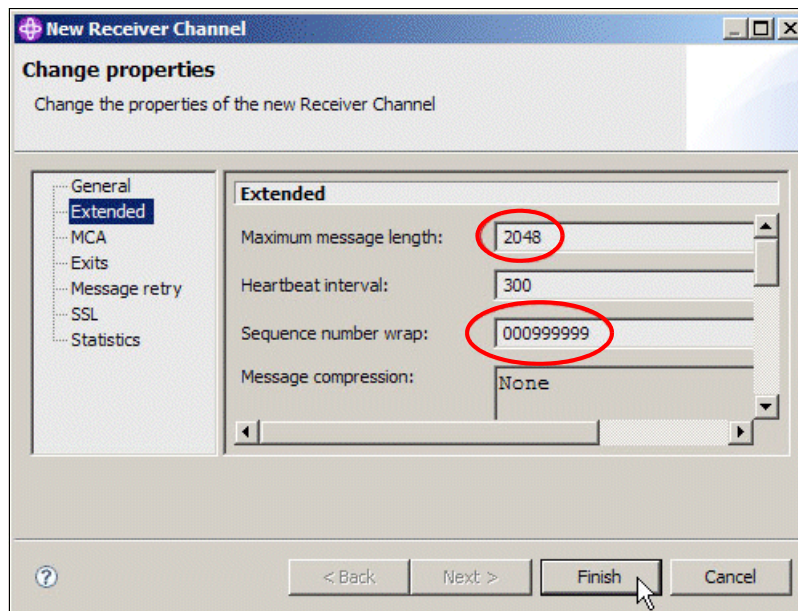 New Receiver Channel
Change properties
Change the properties of the new Receiver Channel
General
Extended
MCA
Exits
Message retry
SSL
Statistics
Extended
Maximum message length: 2048
Heartbeat interval: 300
Sequence number wrap: 000999999
Message compression: None
? < Back Next > Finish Cancel